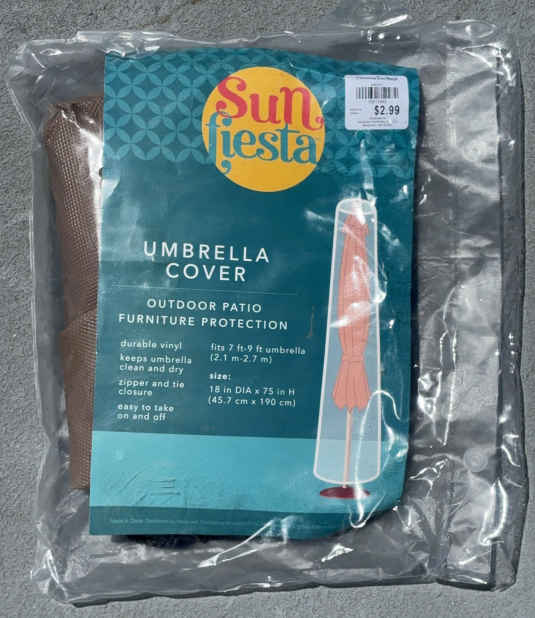 Sun
fiesta
$2.99
UMBRELLA
COVER
OUTDOOR PATIO
FURNITURE PROTECTION
durable vinyl
keeps umbrella
clean and dry
zipper and tie
closure
easy to take
on and off
fits 7 ft-9 ft umbrella
(2.1 m-2.7 m)
size:
18 in DIA x 75 in H
(45.7 cm x 190 cm)